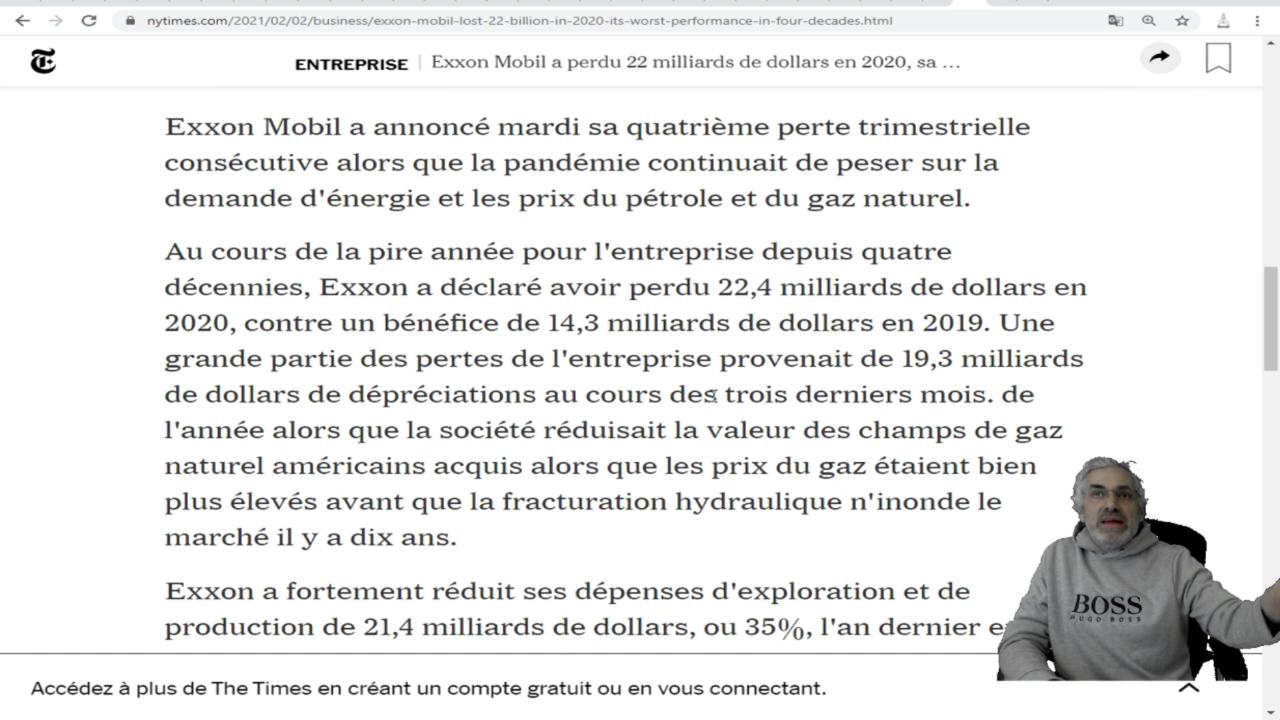 nytimes.com/2021/02/02/business/exxon-mobil-lost-22-billion-in-2020-its-worst-performance-in-four-decades.html
ENTREPRISE | Exxon Mobil a perdu 22 milliards de dollars en 2020, sa ...
Exxon Mobil a annoncé mardi sa quatrième perte trimestrielle
consécutive alors que la pandémie continuait de peser sur la
demande d'énergie et les prix du pétrole et du gaz naturel.
Au cours de la pire année pour l'entreprise depuis quatre
décennies, Exxon a déclaré avoir perdu 22,4 milliards de dollars en
2020, contre un bénéfice de 14,3 milliards de dollars en 2019. Une
grande partie des pertes de l'entreprise provenait de 19,3 milliards
de dollars de dépréciations au cours des trois derniers mois. de
l'année alors que la société réduisait la valeur des champs de gaz
naturel américains acquis alors que les prix du gaz étaient bien
plus élevés avant que la fracturation hydraulique n'inonde le
marché il y a dix ans.
Exxon a fortement réduit ses dépenses d'exploration et de
production de 21,4 milliards de dollars, ou 35%, l'an dernier
BOSS
HUGO BOSS
Accédez à plus de The Times en créant un compte gratuit ou en vous connectant.